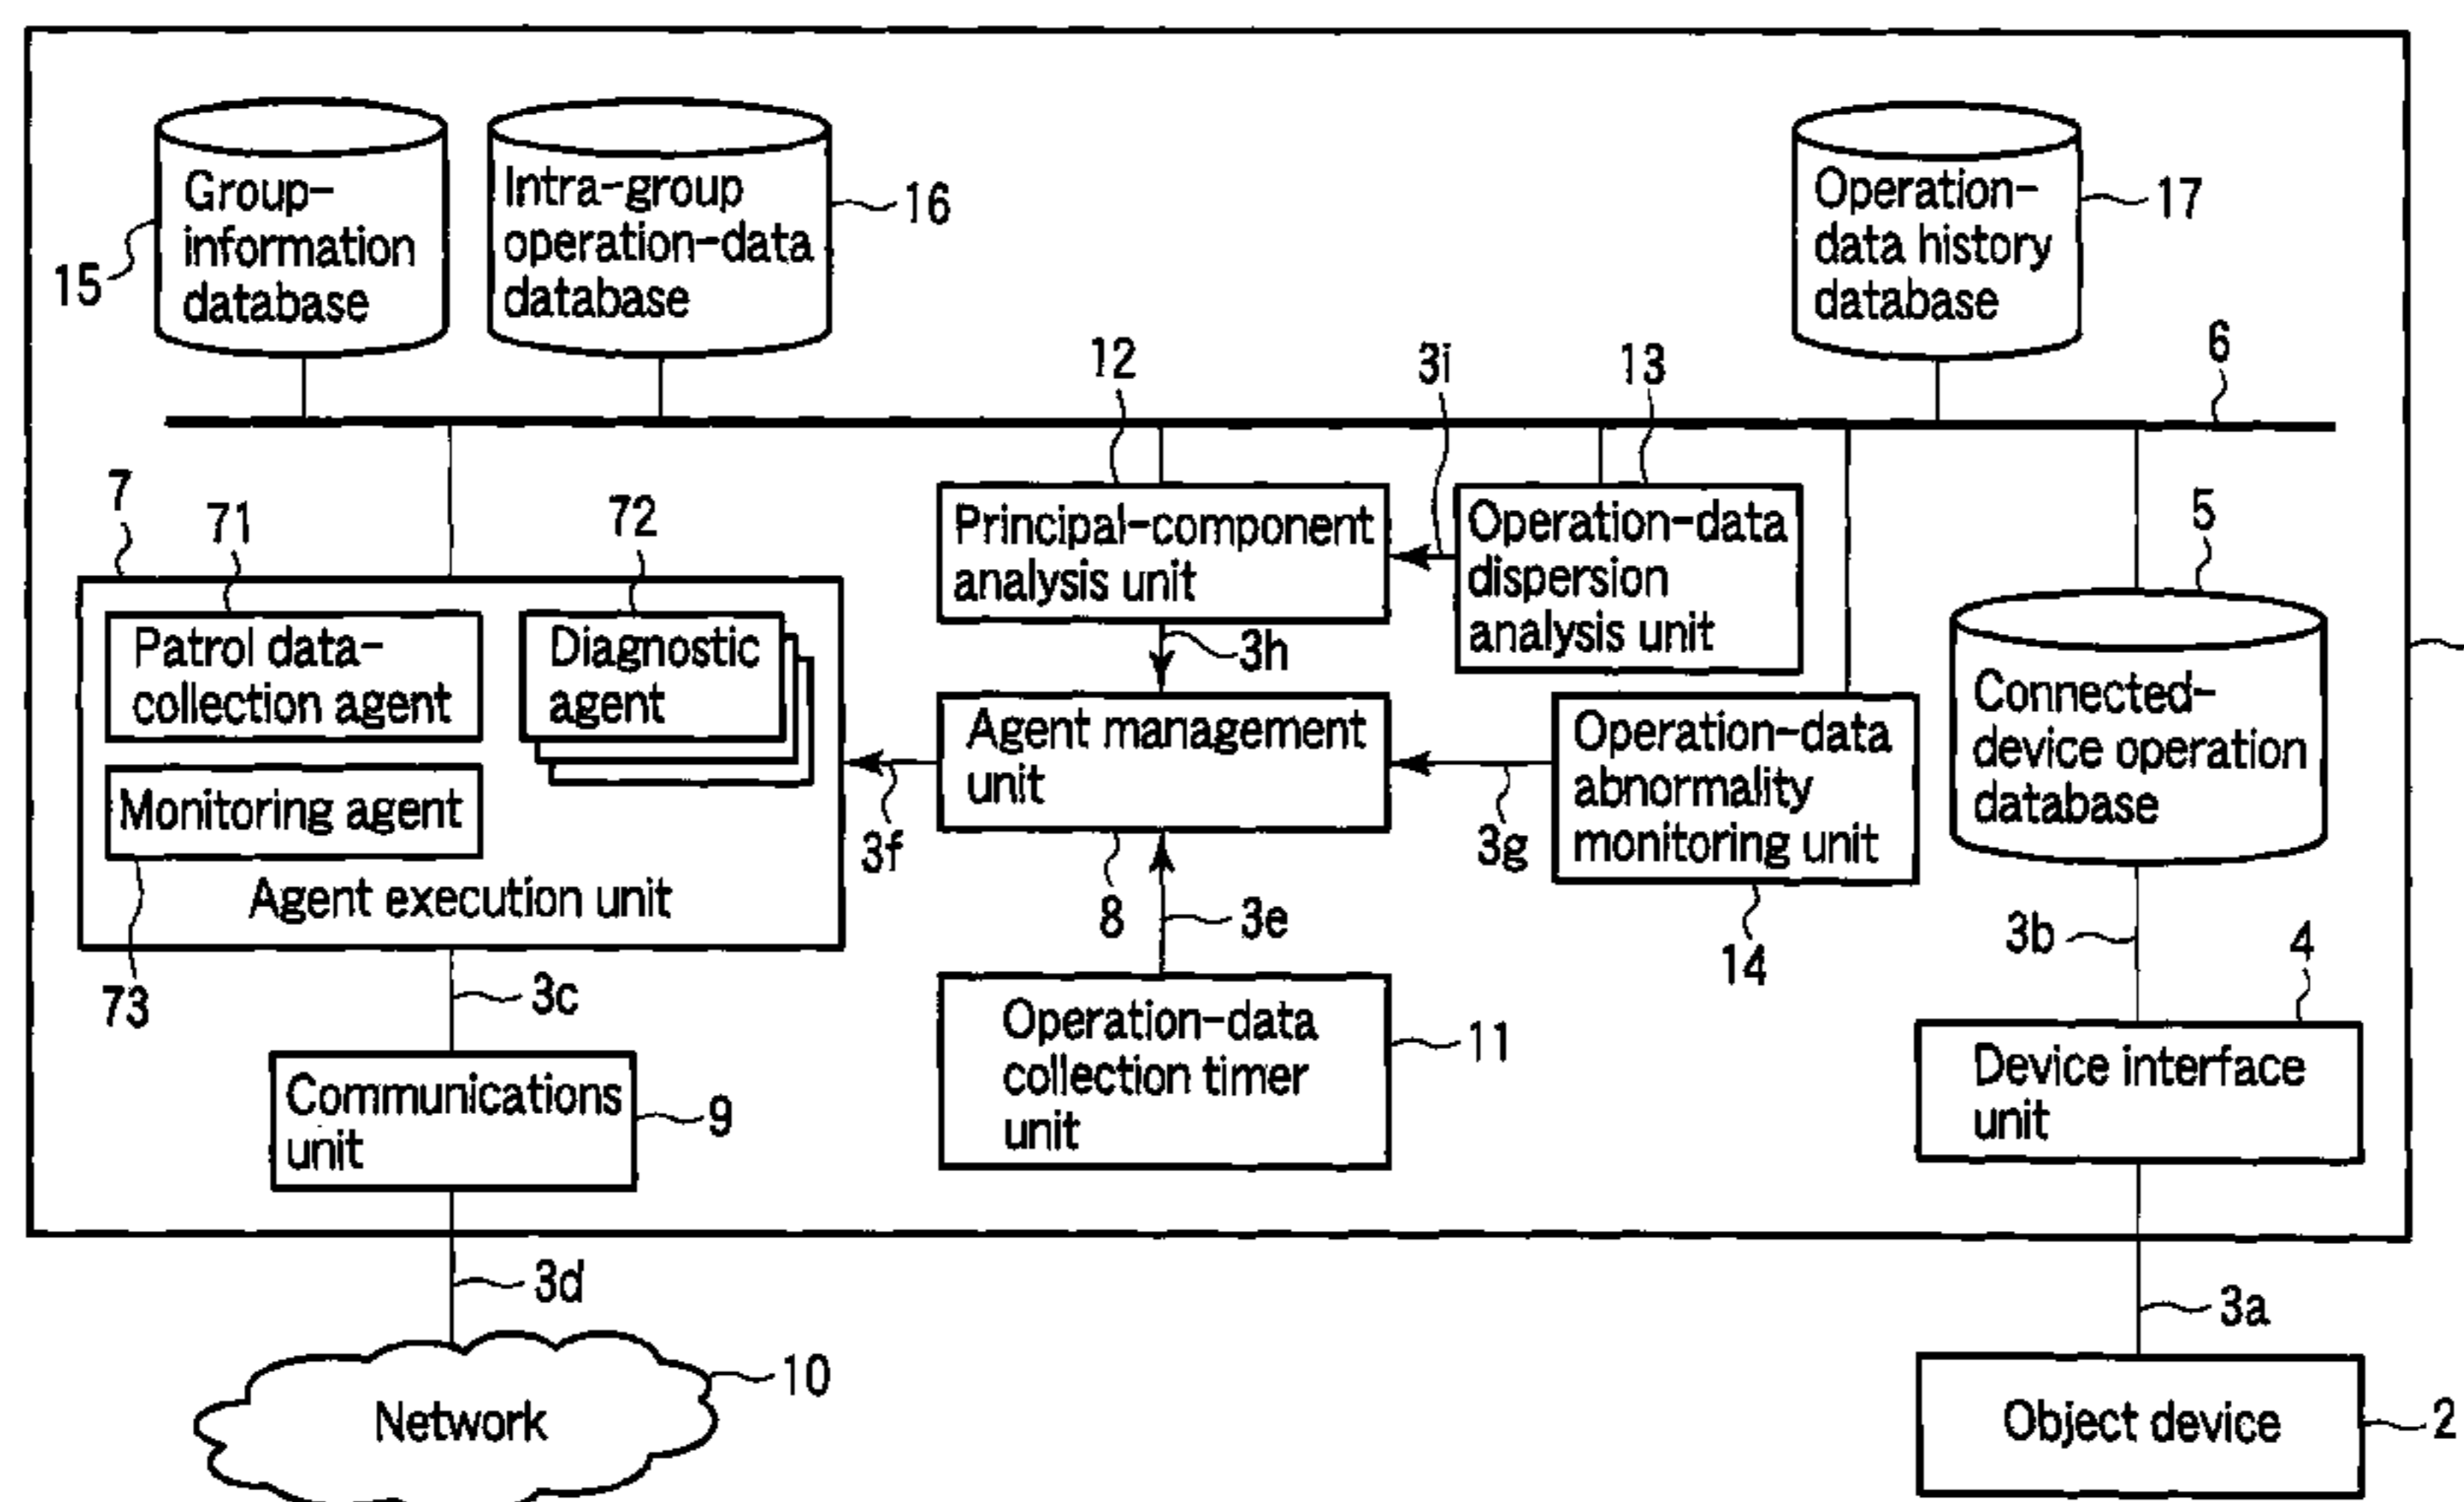 Group-
information
database
15
Intra-group
operation-data
database
16
Operation-
data history
database
17
6
12
3i
13
7
71
72
5
Principal-component
analysis unit
Operation-data
dispersion
analysis unit
3h
Patrol data-
collection agent
Diagnostic
agent
Monitoring agent
Agent execution unit
73
3f
Agent management
unit
8
3g
Operation-data
abnormality
monitoring unit
14
Connected-
device operation
database
3b
4
3c
3e
Operation-data
collection timer
unit
11
Communications
unit
9
Device interface
unit
3d
3a
Network
10
Object device
2